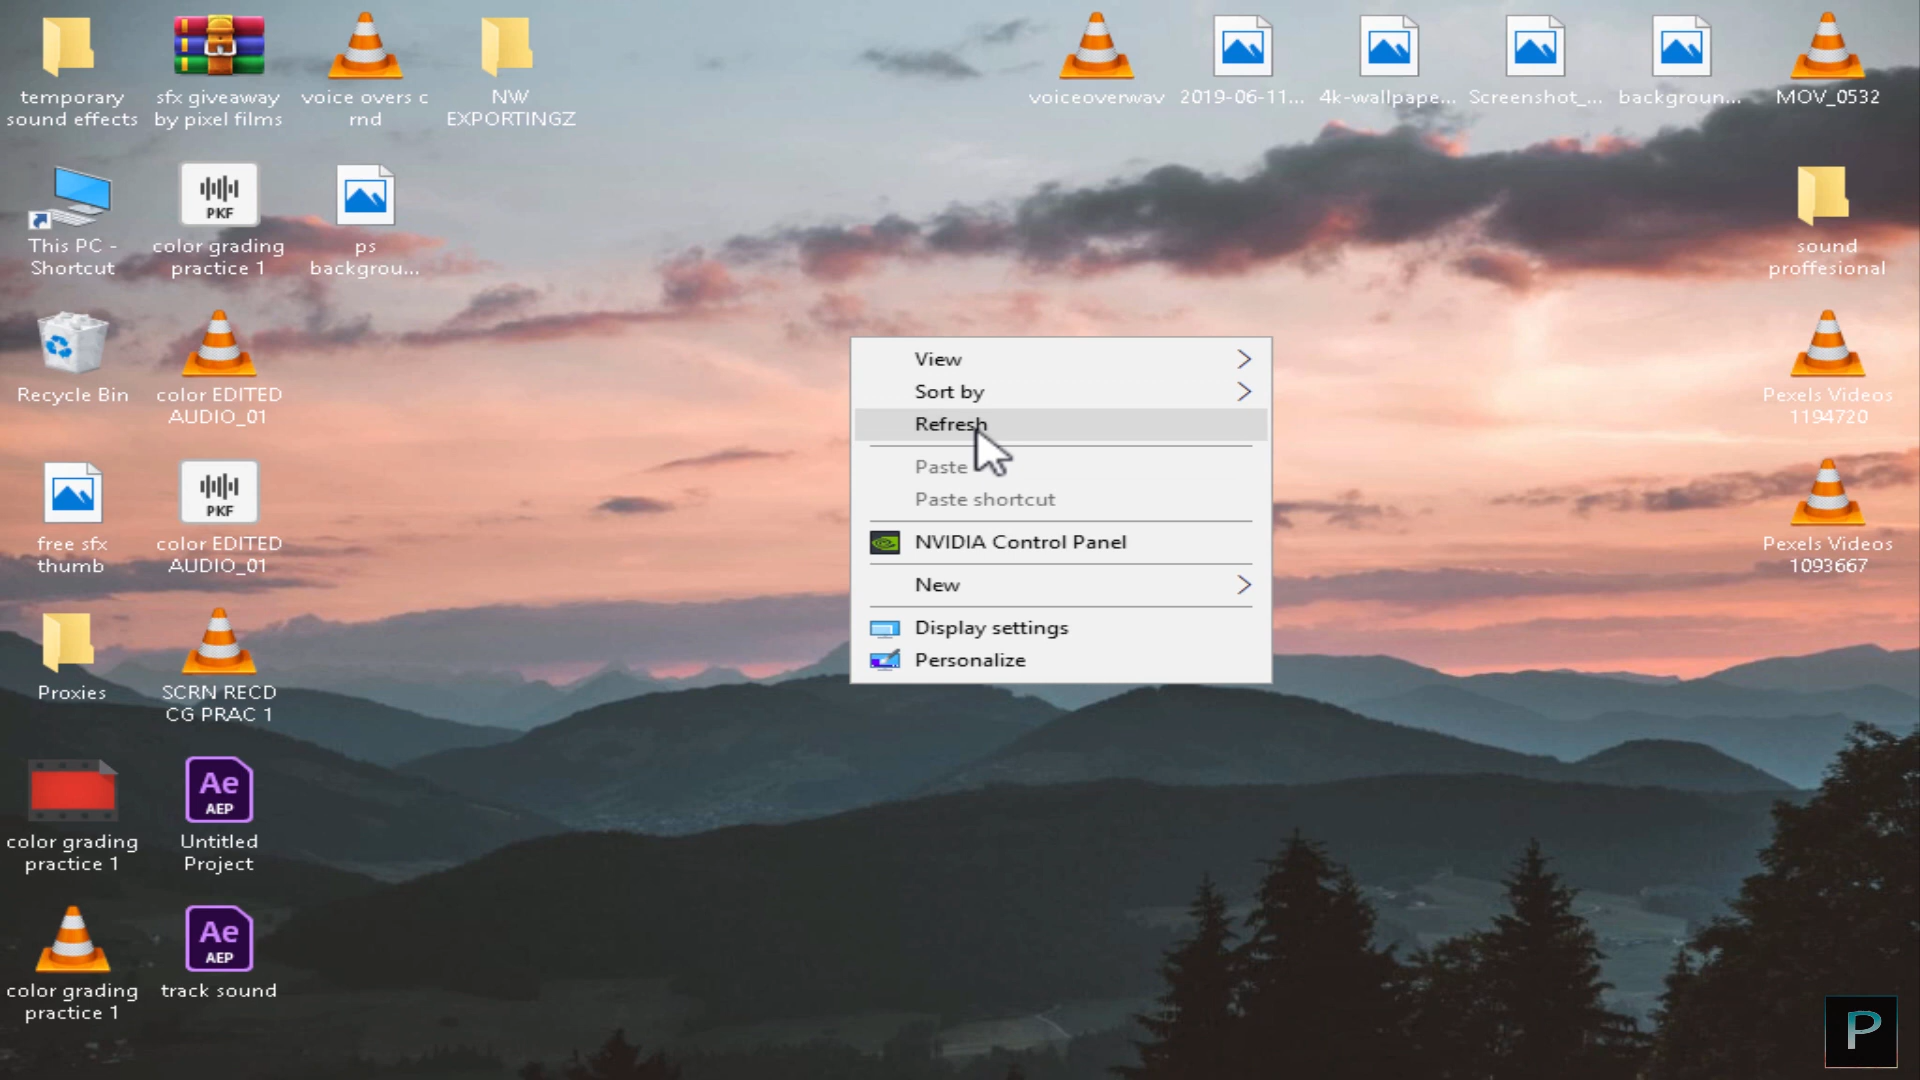 temporary
sound effects
sfx giveaway
by pixel films
voice overs c
rnd
NW
EXPORTINGZ
voiceoverwav
2019-06-11...
4k-wallpape...
Screenshot_...
backgroun...
MOV_0532
This PC -
Shortcut
PKF
color grading
practice 1
ps
backgrou...
sound
proffesional
Recycle Bin
color EDITED
AUDIO_01
Pexels Videos
1194720
View
Sort by
Refresh
Paste
Paste shortcut
NVIDIA Control Panel
New
Display settings
Personalize
free sfx
thumb
PKF
color EDITED
AUDIO_01
Pexels Videos
1093667
Proxies
SCRN RECD
CG PRAC 1
color grading
practice 1
Ae
AEP
Untitled
Project
color grading
practice 1
Ae
AEP
track sound
P